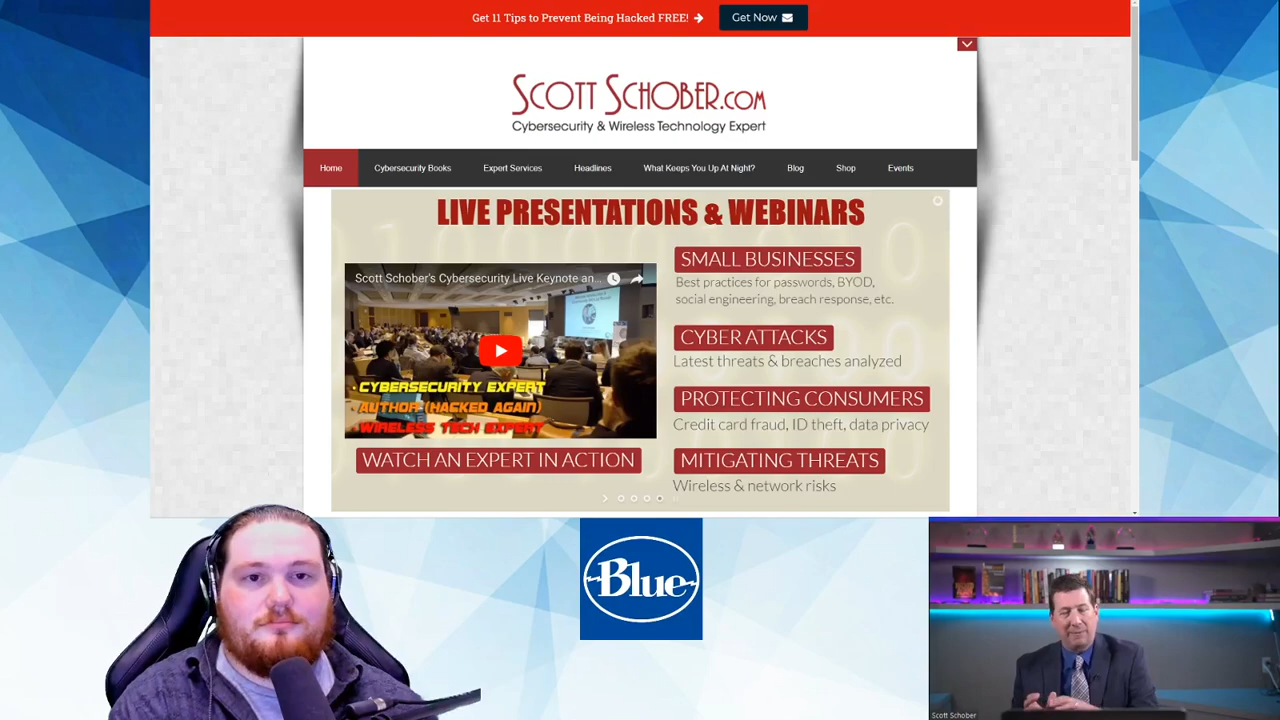 Get 11 Tips to Prevent Being Hacked FREE!
Get Now
SCOTT SCHOBER.COM
Cybersecurity & Wireless Technology Expert
Home Cybersecurity Books Expert Services Headlines What Keeps You Up At Night? Blog Shop Events
LIVE PRESENTATIONS & WEBINARS
Scott Schober's Cybersecurity Live Keynote an...
• CYBERSECURITY EXPERT
• AUTHOR (HACKED AGAIN)
• WIRELESS TECH EXPERT
WATCH AN EXPERT IN ACTION
SMALL BUSINESSES
Best practices for passwords, BYOD,
social engineering, breach response, etc.
CYBER ATTACKS
Latest threats & breaches analyzed
PROTECTING CONSUMERS
Credit card fraud, ID theft, data privacy
MITIGATING THREATS
Wireless & network risks
Blue
Scott Schober